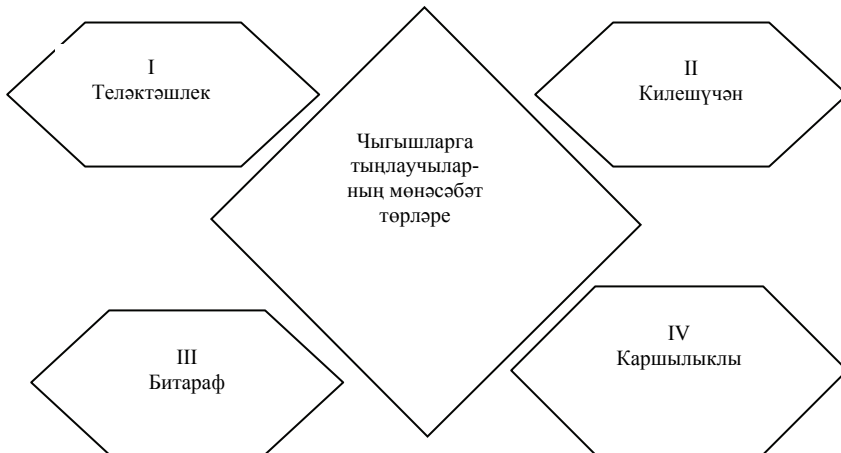 I
Теләктәшлек
II
Килешүчән
Чыгышларга
тыңлаучылар-
ның мөнәсәбәт
төрләре
III
Битараф
IV
Каршылыклы